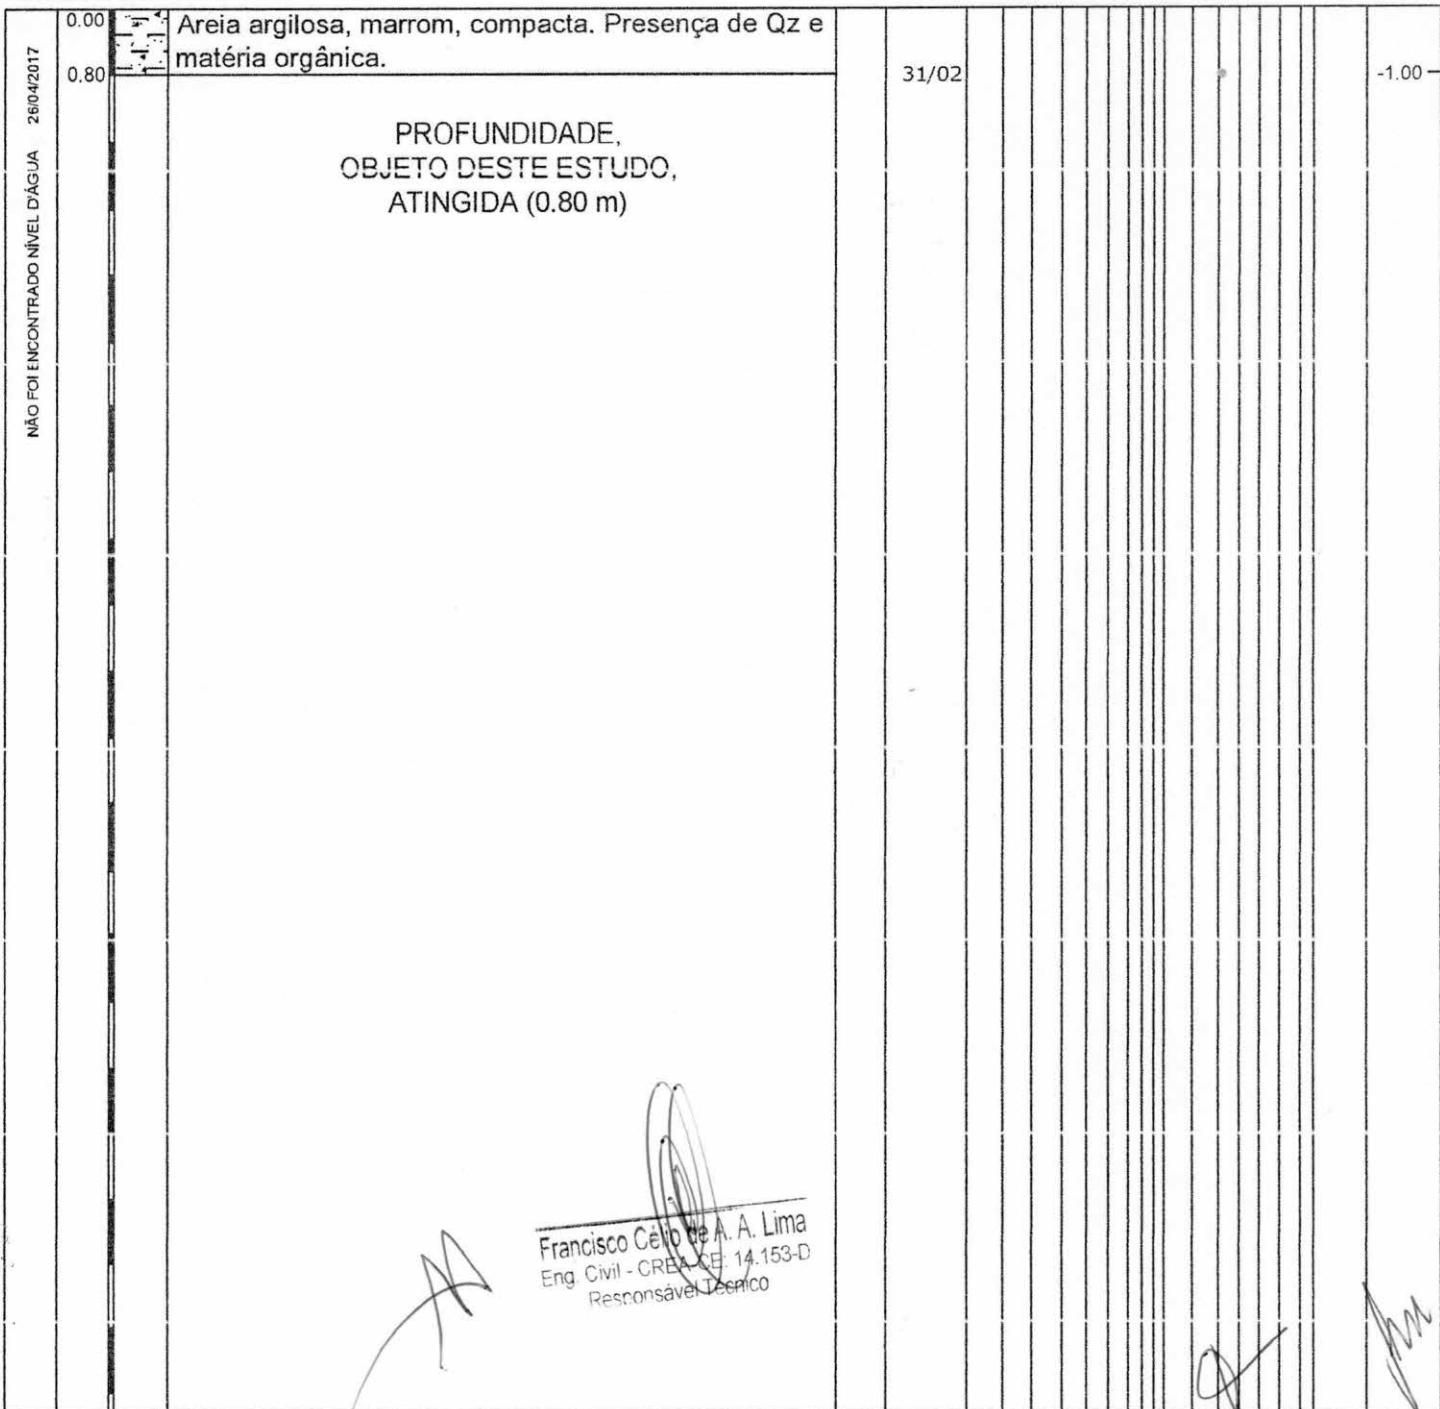 0.00
Areia argilosa, marrom, compacta. Presença de Qz e
matéria orgânica.
0.80
31/02
-1.00
NÃO FOI ENCONTRADO NÍVEL D'ÁGUA 26/04/2017
PROFUNDIDADE,
OBJETO DESTE ESTUDO,
ATINGIDA (0.80 m)
Francisco Célio de A. A. Lima
Eng. Civil - CREA-CE: 14.153-D
Responsável Técnico